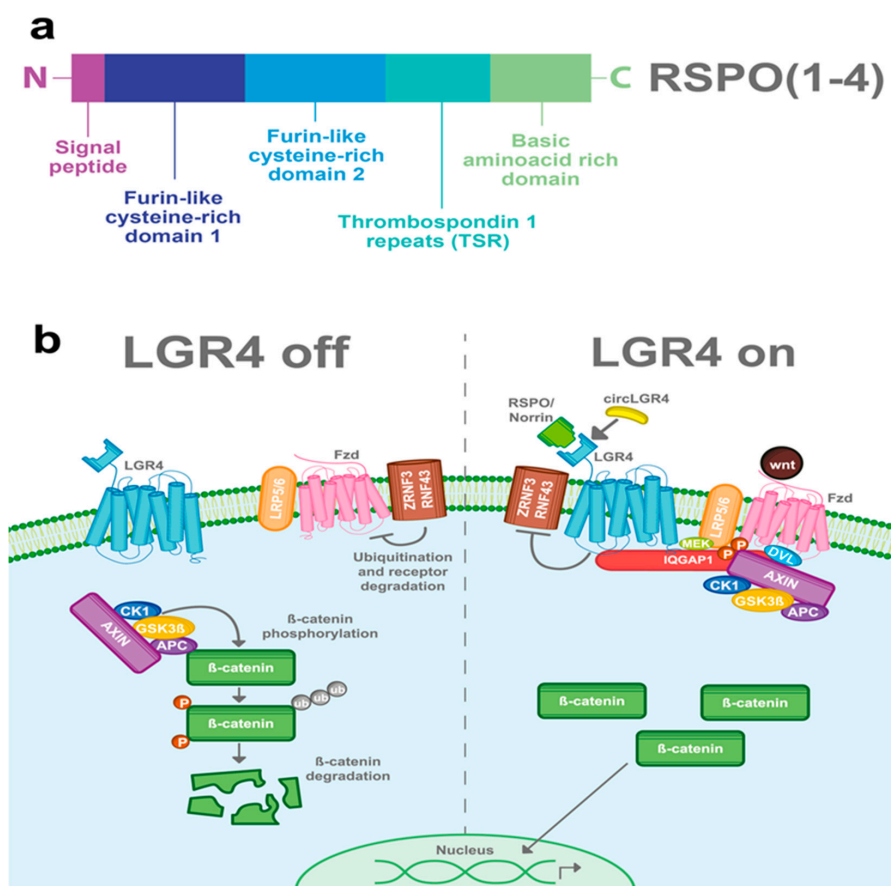 a
N
C
RSPO(1-4)
Signal
peptide
Furin-like
cysteine-rich
domain 1
Furin-like
cysteine-rich
domain 2
Thrombospondin 1
repeats (TSR)
Basic
aminoacid rich
domain
b
LGR4 off
LGR4
LRP5/6
Fzd
ZRNF3
RNF43
Ubiquitination
and receptor
degradation
CK1
GSK3ß
APC
AXIN
ß-catenin
phosphorylation
ß-catenin
P
P
ß-catenin
ub
ub
ub
ß-catenin
degradation
LGR4 on
RSPO/
Norrin
circLGR4
LGR4
ZRNF3
RNF43
wnt
Fzd
LRP5/6
MEK
P
P
IQGAP1
DVL
AXIN
CK1
GSK3ß
APC
ß-catenin
ß-catenin
ß-catenin
Nucleus